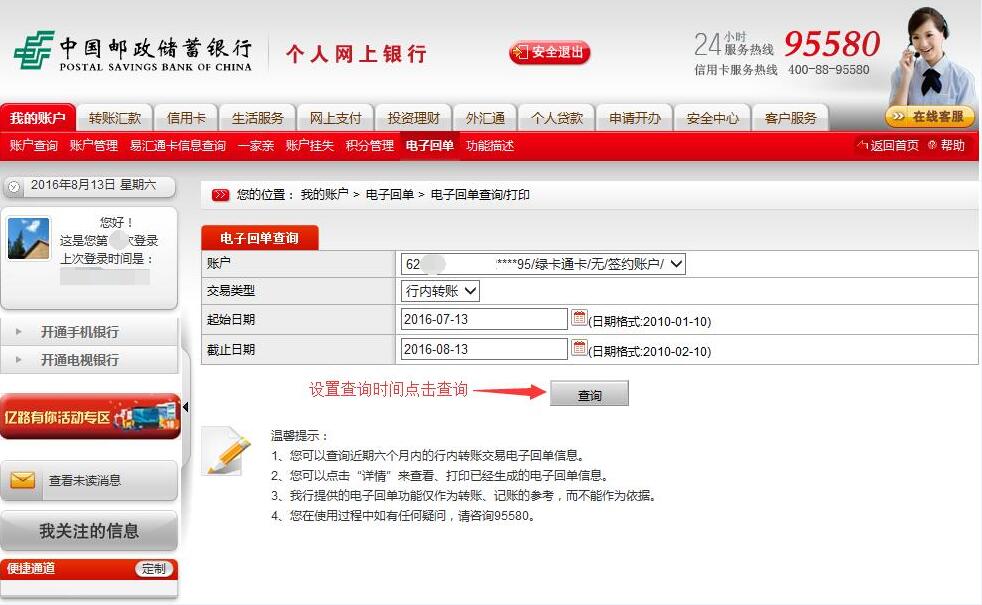 中国邮政储蓄银行
POSTAL SAVINGS BANK OF CHINA
个人网上银行
安全退出
24小时服务热线 95580
信用卡服务热线 400-88-95580
在线客服
我的账户 转账汇款 信用卡 生活服务 网上支付 投资理财 外汇通 个人贷款 申请开办 安全中心 客户服务
账户查询 账户管理 易汇通卡信息查询 一家亲 账户挂失 积分管理 电子回单 功能描述 返回首页 帮助
2016年8月13日 星期六
您好！
这是您第 次登录
上次登录时间是：
开通手机银行
开通电视银行
亿路有你活动专区
查看未读消息
我关注的信息
便捷通道 定制
您的位置： 我的账户 > 电子回单 > 电子回单查询/打印
电子回单查询
账户 62 ****95/绿卡通卡/无/签约账户/
交易类型 行内转账
起始日期 2016-07-13 (日期格式:2010-01-10)
截止日期 2016-08-13 (日期格式:2010-02-10)
设置查询时间点击查询 查询
温馨提示：
1、您可以查询近期六个月内的行内转账交易电子回单信息。
2、您可以点击“详情”来查看、打印已经生成的电子回单信息。
3、我行提供的电子回单功能仅作为转账、记账的参考，而不能作为依据。
4、您在使用过程中如有任何疑问，请咨询95580。